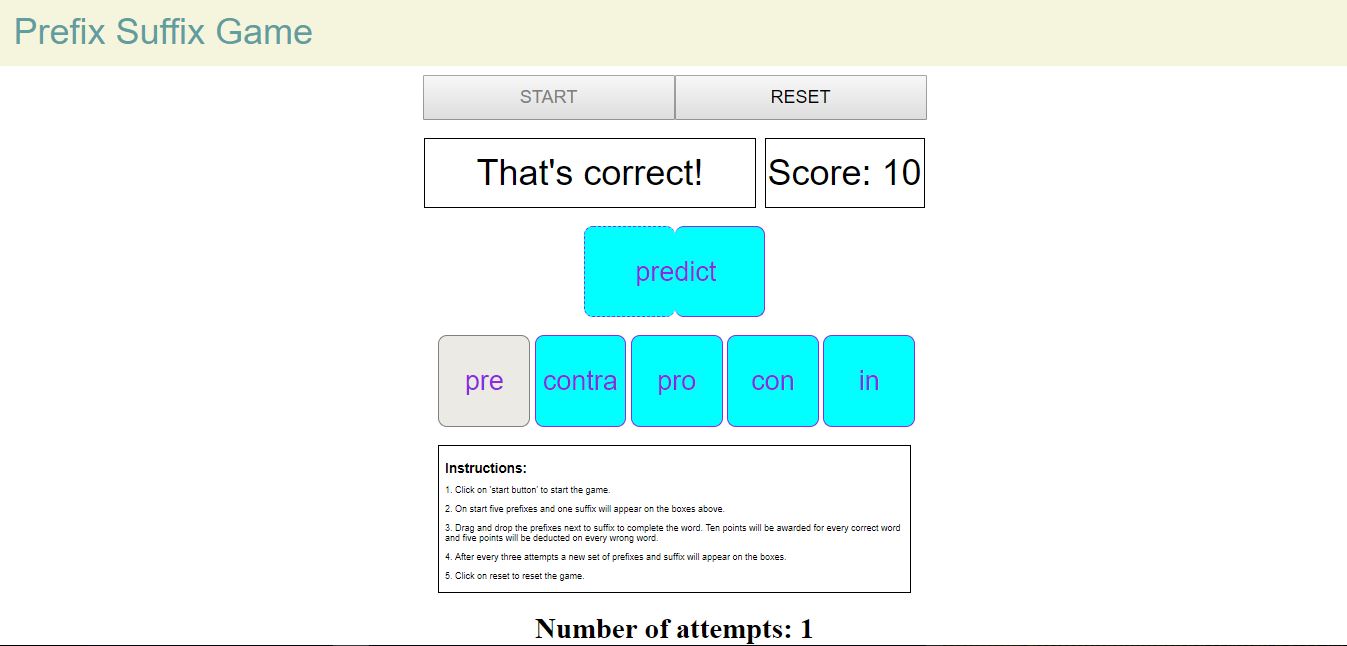 Prefix Suffix Game
START RESET
That's correct! Score: 10
predict
pre contra pro con in
Instructions:
1. Click on 'start button' to start the game.
2. On start five prefixes and one suffix will appear on the boxes above.
3. Drag and drop the prefixes next to suffix to complete the word. Ten points will be awarded for every correct word
and five points will be deducted on every wrong word.
4. After every three attempts a new set of prefixes and suffix will appear on the boxes.
5. Click on reset to reset the game.
Number of attempts: 1